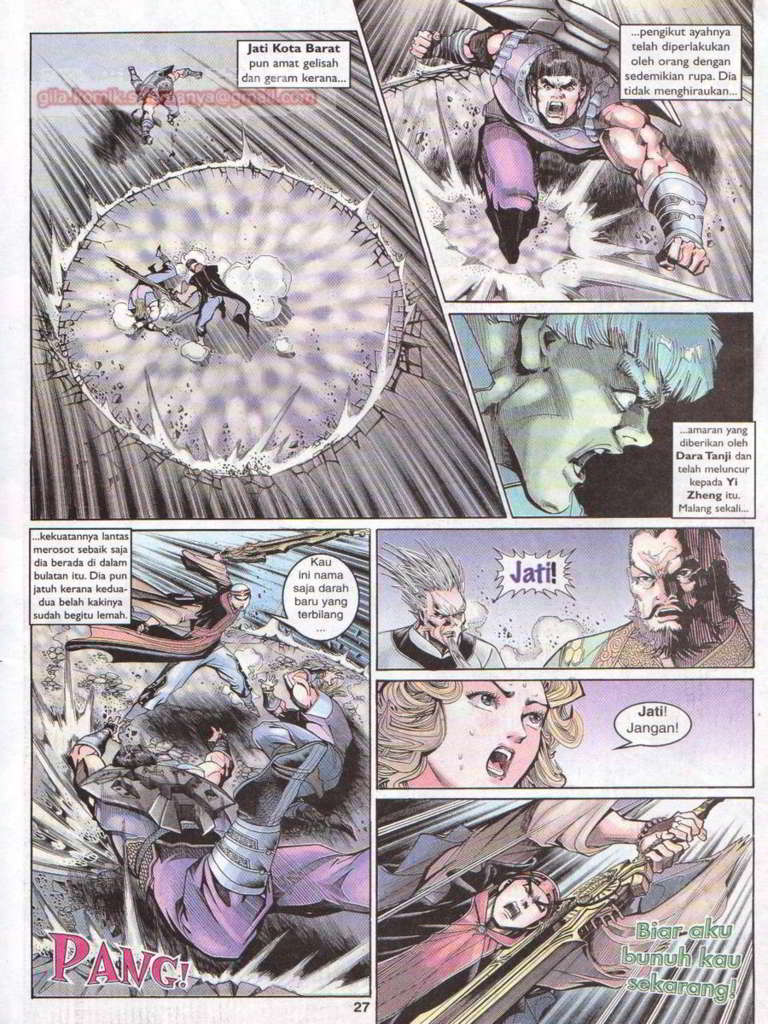 Jati Kota Barat
pun amat gelisah
dan geram kerana...
...pengikut ayahnya
telah diperlakukan
oleh orang dengan
sedemikian rupa. Dia
tidak menghiraukan...
...amaran yang
diberikan oleh
Dara Tanji dan
telah meluncur
kepada Yi
Zheng itu.
Malang sekali...
...kekuatannya lantas
merosot sebaik saja
dia berada di dalam
bulatan itu. Dia pun
jatuh kerana kedua-
dua belah kakinya
sudah begitu lemah.
Kau
ini nama
saja darah
baru yang
terbilang
...
PANG!
Jati!
Jati!
Jangan!
Biar aku
bunuh kau
sekarang!
27